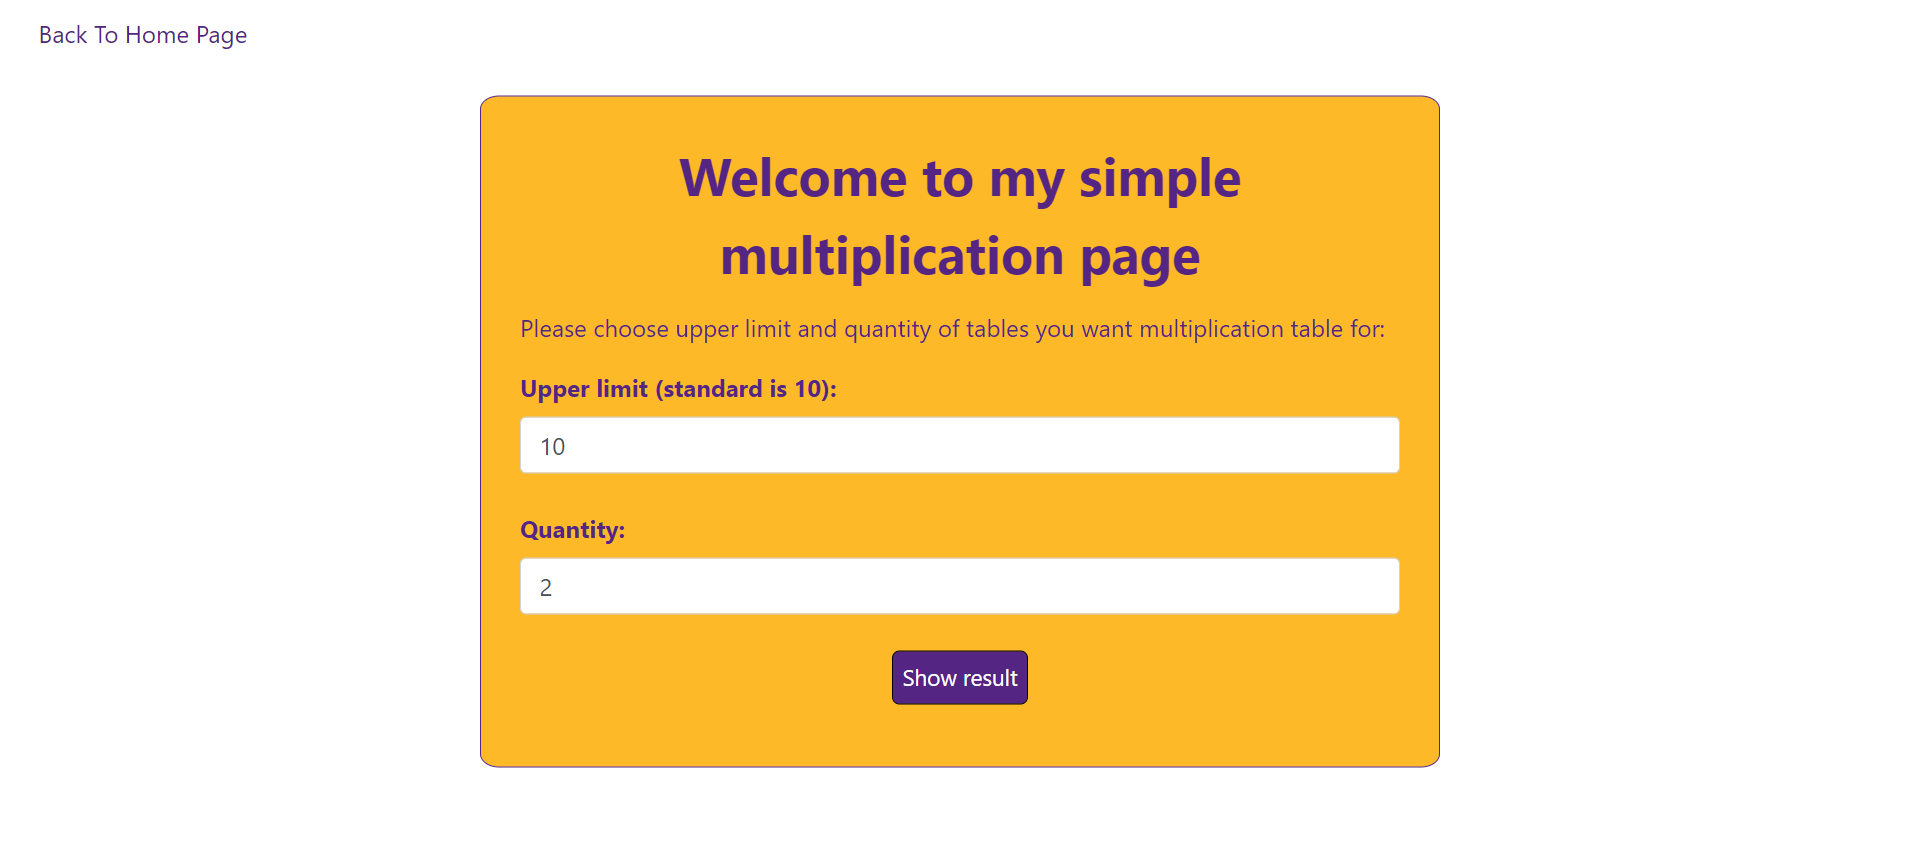 Back To Home Page
Welcome to my simple
multiplication page
Please choose upper limit and quantity of tables you want multiplication table for:
Upper limit (standard is 10):
10
Quantity:
2
Show result